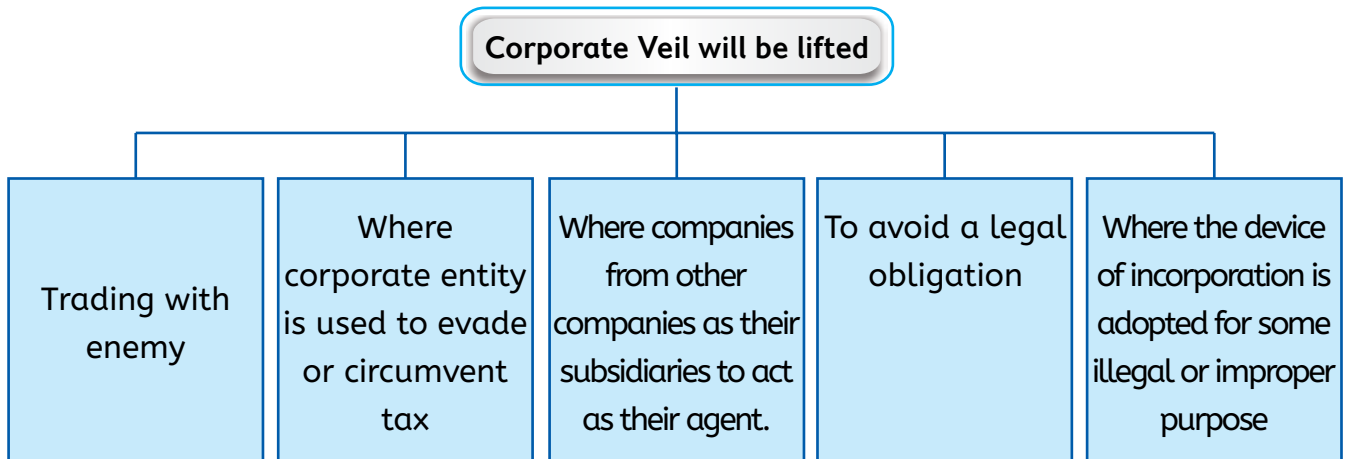 Corporate Veil will be lifted
Trading with
enemy
Where
corporate entity
is used to evade
or circumvent
tax
Where companies
from other
companies as their
subsidiaries to act
as their agent.
To avoid a legal
obligation
Where the device
of incorporation is
adopted for some
illegal or improper
purpose